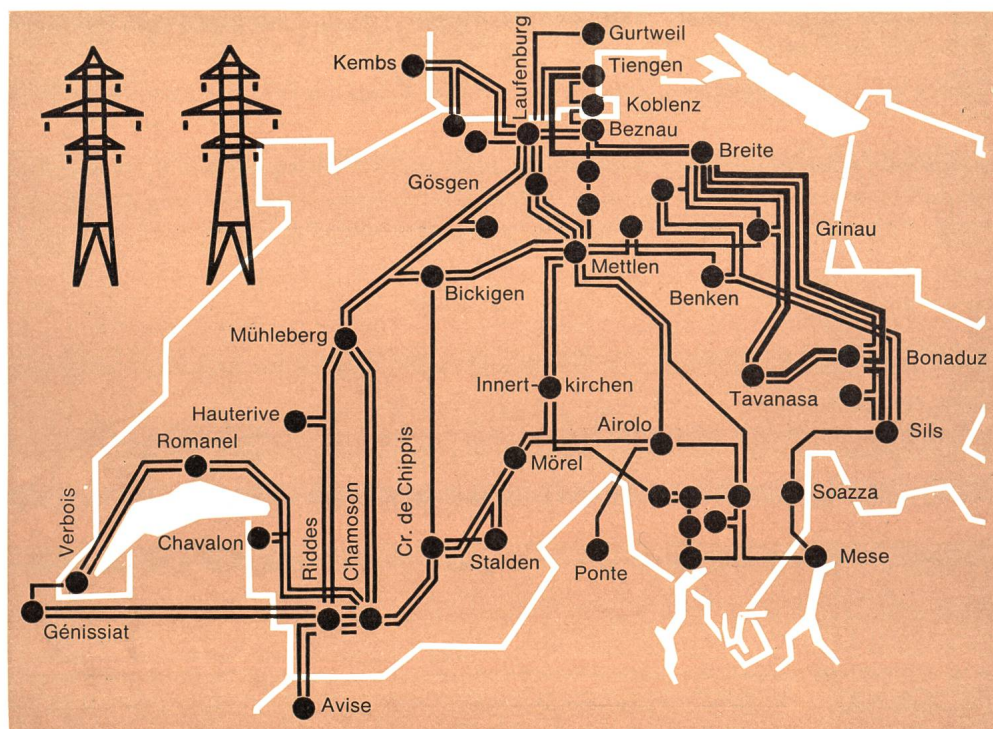 Gurtweil
Kembs
Laufenburg
Tiengen
Koblenz
Beznau
Breite
Gösgen
Grinau
Mettlen
Bickigen
Benken
Mühleberg
Bonaduz
Innert-kirchen
Tavanasa
Hauterive
Airolo
Sils
Romanel
Mörel
Cr. de Chippis
Soazza
Verbois
Chavalon
Riddes
Chamoson
Stalden
Ponte
Mese
Génissiat
Avise